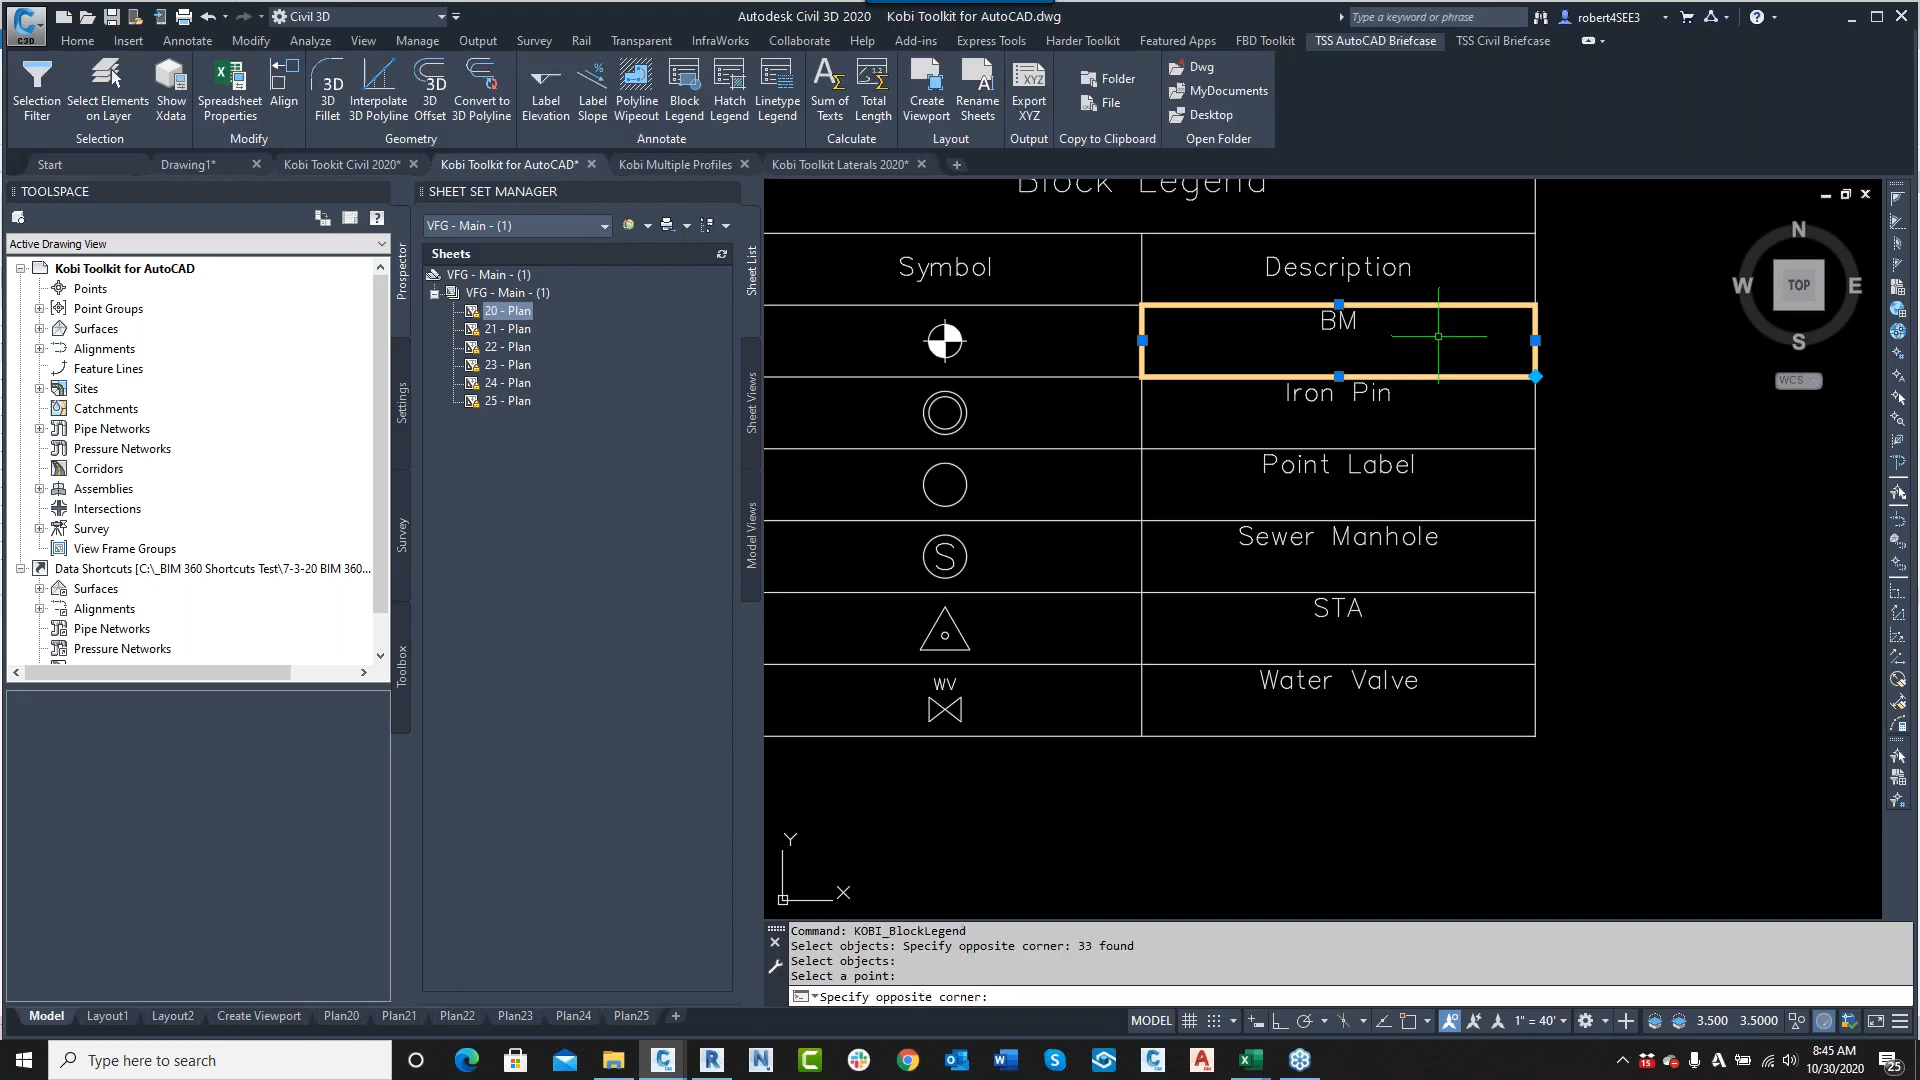 Civil 3D
Autodesk Civil 3D 2020 Kobi Toolkit for AutoCAD.dwg
Type a keyword or phrase
robert4SEE3
C3D
Home Insert Annotate Modify Analyze View Manage Output Survey Rail Transparent InfraWorks Collaborate Help Add-ins Express Tools Harder Toolkit Featured Apps FBD Toolkit TSS AutoCAD Briefcase TSS Civil Briefcase
Selection Filter
Select Elements on Layer
Show Xdata
Spreadsheet Properties
Align
3D Fillet
Interpolate 3D Polyline
3D Offset
Convert to 3D Polyline
Label Elevation
Label Slope
Polyline Wipeout
Block Legend
Hatch Legend
Linetype Legend
Sum of Texts
Total Length
Create Viewport
Rename Sheets
Export XYZ
Folder
File
Dwg
MyDocuments
Desktop
Selection Modify Geometry Annotate Calculate Layout Output Copy to Clipboard Open Folder
Start Drawing1* Kobi Tookit Civil 2020* Kobi Toolkit for AutoCAD* Kobi Multiple Profiles Kobi Toolkit Laterals 2020*
TOOLSPACE
Active Drawing View
Kobi Toolkit for AutoCAD
Points
Point Groups
Surfaces
Alignments
Feature Lines
Sites
Catchments
Pipe Networks
Pressure Networks
Corridors
Assemblies
Intersections
Survey
View Frame Groups
Data Shortcuts [C:\_BIM 360 Shortcuts Test\7-3-20 BIM 360...
Surfaces
Alignments
Pipe Networks
Pressure Networks
Prospector
Settings
Survey
Toolbox
SHEET SET MANAGER
VFG - Main - (1)
Sheets
VFG - Main - (1)
VFG - Main - (1)
20 - Plan
21 - Plan
22 - Plan
23 - Plan
24 - Plan
25 - Plan
Sheet List
Sheet Views
Model Views
Block Legend
Symbol Description
BM
Iron Pin
Point Label
S Sewer Manhole
STA
WV Water Valve
N
W TOP E
S
WCS
Y
X
Command: KOBI_BlockLegend
Select objects: Specify opposite corner: 33 found
Select objects:
Select a point:
Specify opposite corner:
Model Layout1 Layout2 Create Viewport Plan20 Plan21 Plan22 Plan23 Plan24 Plan25
MODEL 1" = 40' 3.500 3.5000
Type here to search
8:45 AM
10/30/2020
15
25